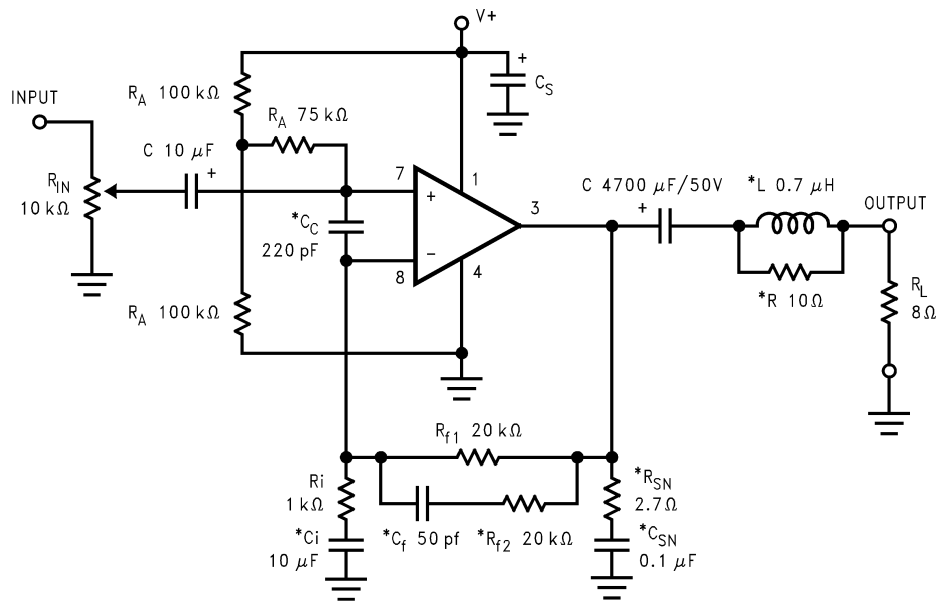 V+
+
C_S
R_A 100 kΩ
INPUT
R_A 75 kΩ
C 10 μF
+
R_IN
10 kΩ
7
+
1
*C_C
220 pF
8
−
4
3
C 4700 μF/50V
+
*L 0.7 μH
OUTPUT
*R 10Ω
R_L
8Ω
R_A 100 kΩ
R_f1 20 kΩ
Ri
1 kΩ
*Ci
10 μF
*C_f 50 pf
*R_f2 20 kΩ
*R_SN
2.7Ω
*C_SN
0.1 μF